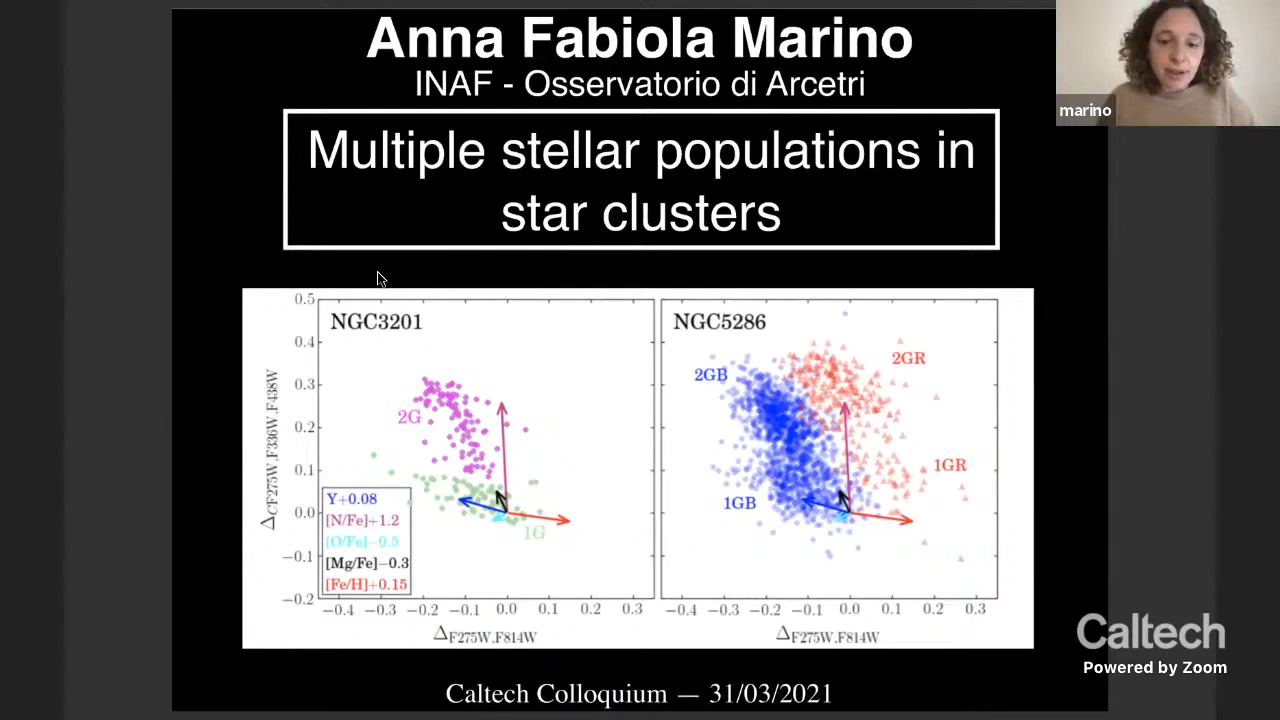 Anna Fabiola Marino
INAF - Osservatorio di Arcetri
marino
Multiple stellar populations in
star clusters
NGC3201
NGC5286
0.5
0.4
0.3
0.2
0.1
0.0
−0.1
−0.2
ΔCF275W,F336W,F438W
2G
1G
2GB
2GR
1GR
1GB
Y+0.08
[N/Fe]+1.2
[O/Fe]−0.5
[Mg/Fe]−0.3
[Fe/H]+0.15
−0.4 −0.3 −0.2 −0.1 0.0 0.1 0.2 0.3
−0.4 −0.3 −0.2 −0.1 0.0 0.1 0.2 0.3
ΔF275W,F814W
ΔF275W,F814W
Caltech
Powered by Zoom
Caltech Colloquium — 31/03/2021